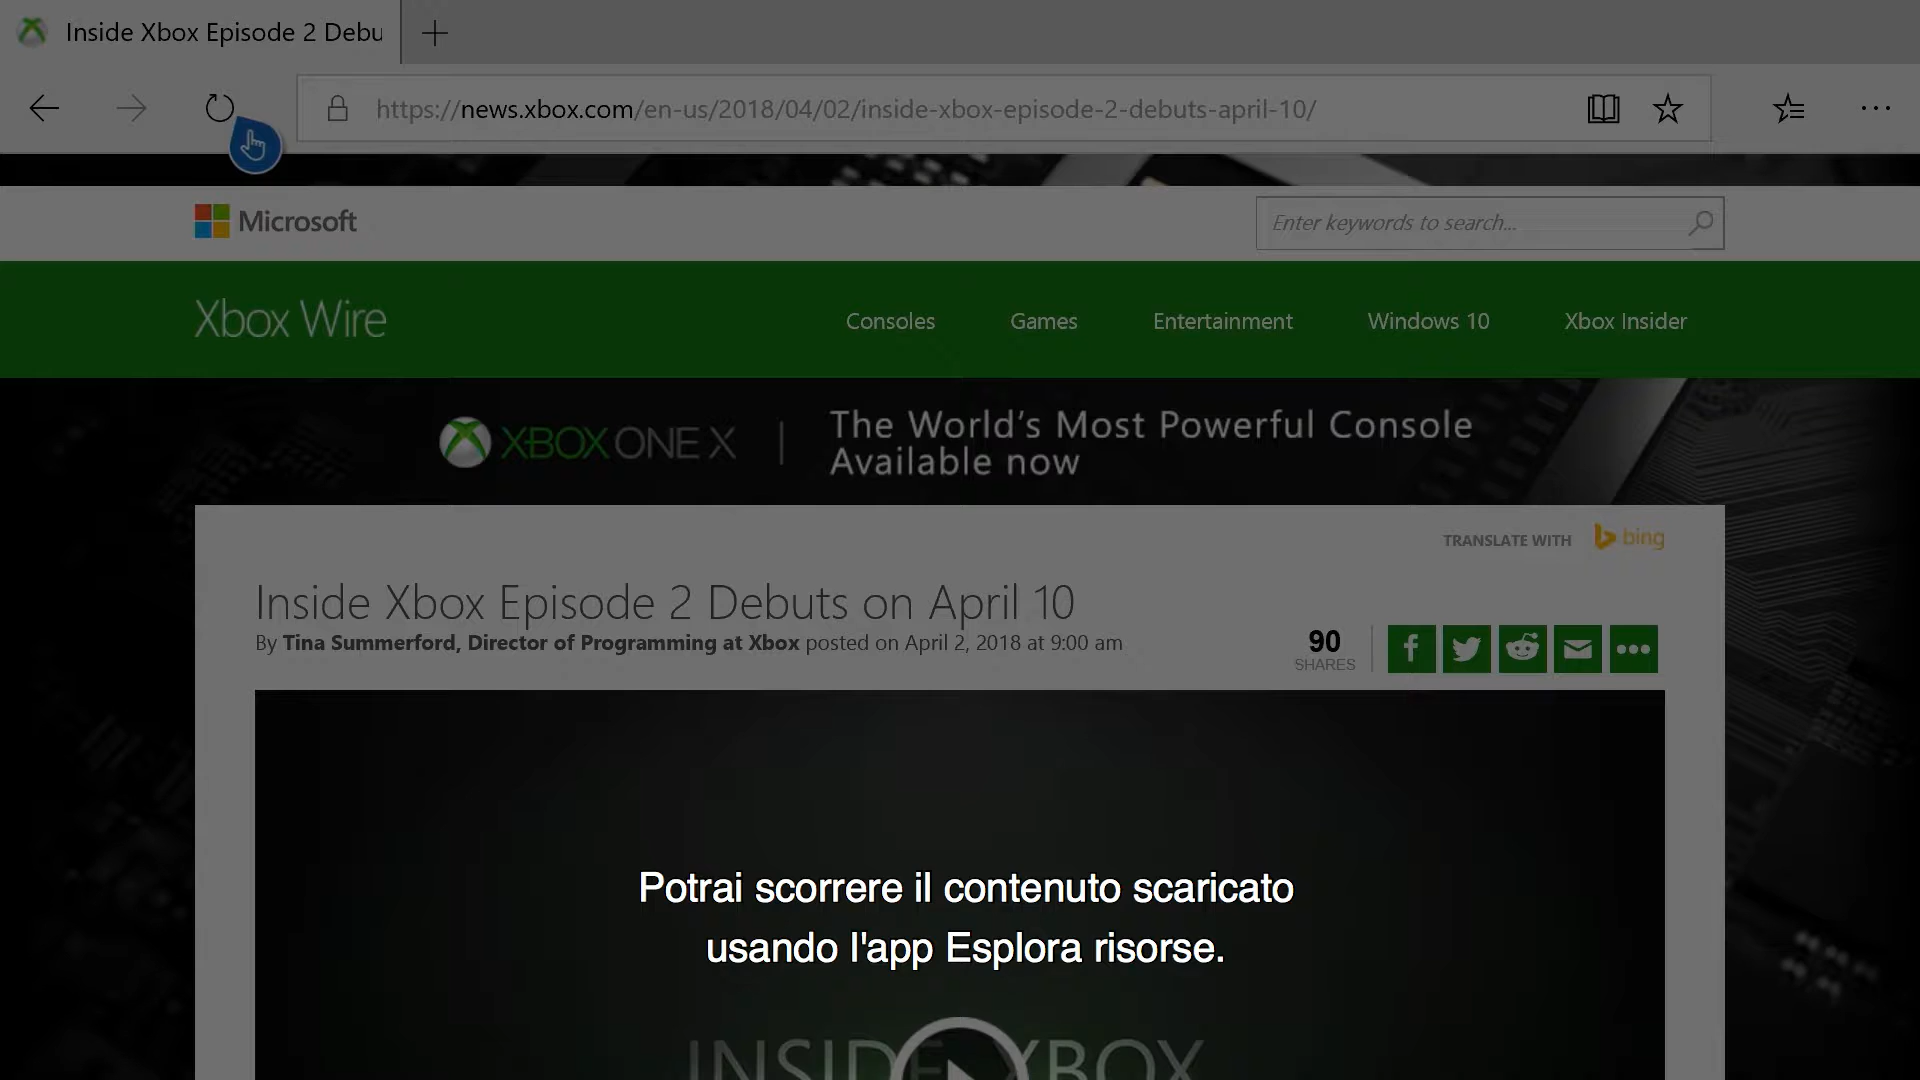 Inside Xbox Episode 2 Debu
https://news.xbox.com/en-us/2018/04/02/inside-xbox-episode-2-debuts-april-10/
Microsoft
Enter keywords to search...
Xbox Wire
Consoles
Games
Entertainment
Windows 10
Xbox Insider
XBOX ONE X
The World's Most Powerful Console
Available now
TRANSLATE WITH bing
Inside Xbox Episode 2 Debuts on April 10
By Tina Summerford, Director of Programming at Xbox posted on April 2, 2018 at 9:00 am
90
SHARES
Potrai scorrere il contenuto scaricato
usando l'app Esplora risorse.
INSIDE XBOX